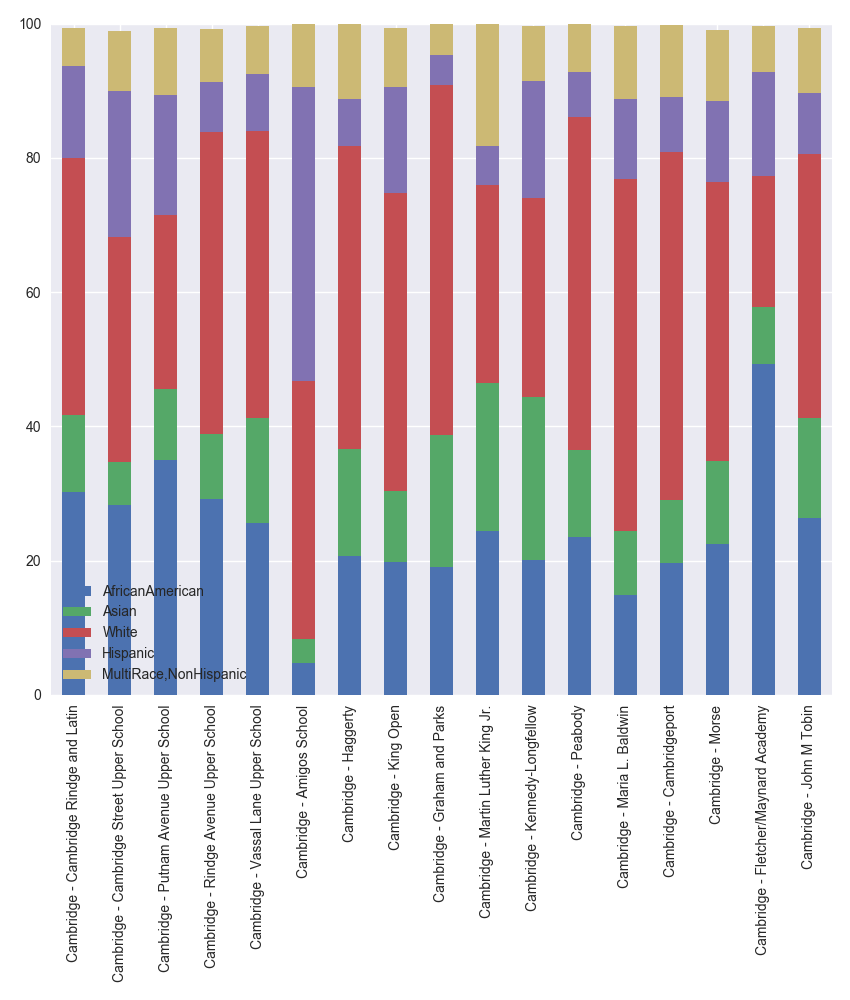 100
80
60
40
20
0
AfricanAmerican
Asian
White
Hispanic
MultiRace,NonHispanic
Cambridge - Cambridge Rindge and Latin
Cambridge - Cambridge Street Upper School
Cambridge - Putnam Avenue Upper School
Cambridge - Rindge Avenue Upper School
Cambridge - Vassal Lane Upper School
Cambridge - Amigos School
Cambridge - Haggerty
Cambridge - King Open
Cambridge - Graham and Parks
Cambridge - Martin Luther King Jr.
Cambridge - Kennedy-Longfellow
Cambridge - Peabody
Cambridge - Maria L. Baldwin
Cambridge - Cambridgeport
Cambridge - Morse
Cambridge - Fletcher/Maynard Academy
Cambridge - John M Tobin